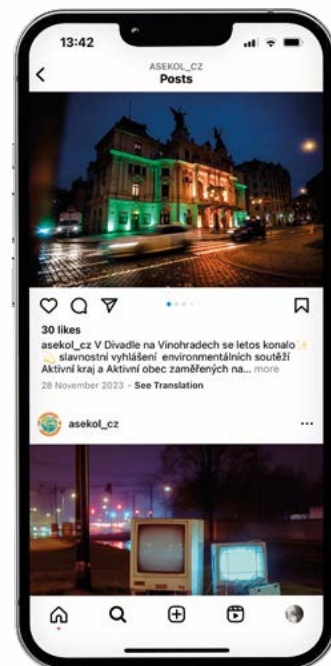 13:42
ASEKOL_CZ
Posts
30 likes
asekol_cz V Divadle na Vinohradech se letos konalo
slavnostní vyhlášení environmentálních soutěží
Aktivní kraj a Aktivní obec zaměřených na... more
28 November 2023 • See Translation
asekol_cz